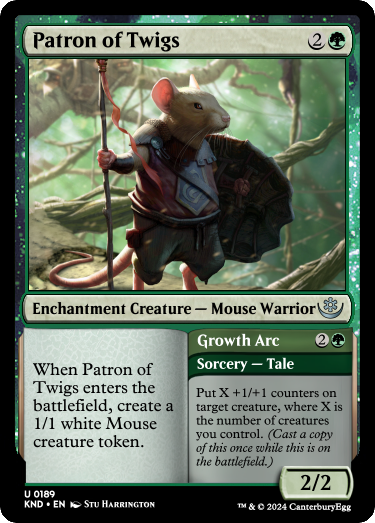 Patron of Twigs 2
Enchantment Creature — Mouse Warrior
When Patron of
Twigs enters the
battlefield, create a
1/1 white Mouse
creature token.
Growth Arc 2
Sorcery — Tale
Put X +1/+1 counters on
target creature, where X is
the number of creatures
you control. (Cast a copy
of this once while this is
on the battlefield.)
2/2
U 0189
KND • EN Stu Harrington
™ & © 2024 CanterburyEgg